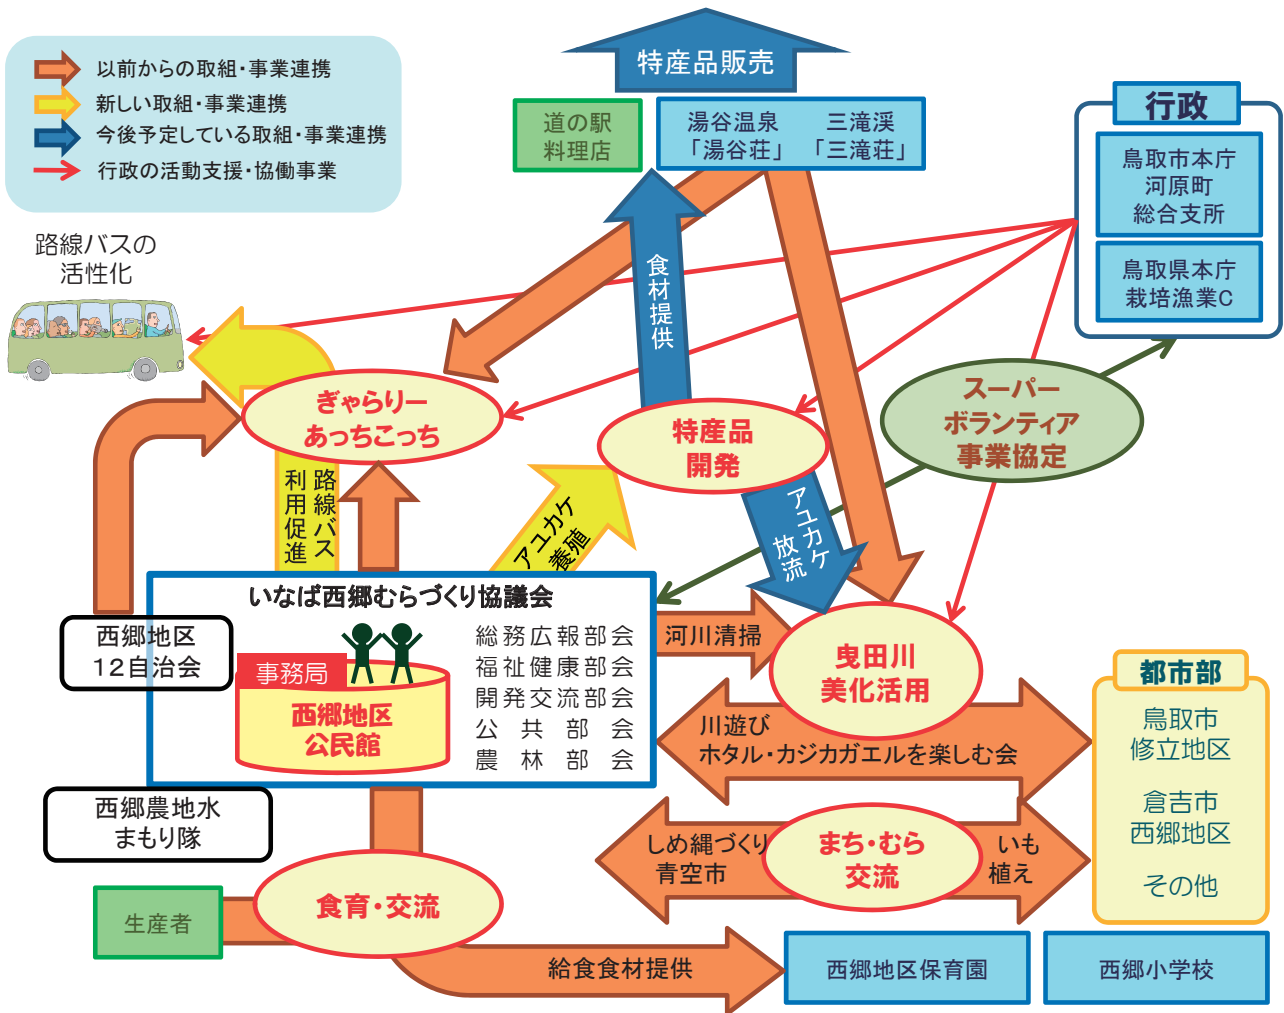 特産品販売
以前からの取組・事業連携
新しい取組・事業連携
今後予定している取組・事業連携
行政の活動支援・協働事業
道の駅
料理店
湯谷温泉
「湯谷荘」
三滝渓
「三滝荘」
行政
鳥取市本庁
河原町
総合支所
鳥取県本庁
栽培漁業C
路線バスの
活性化
食材提供
ぎゃらりー
あっちこっち
特産品
開発
スーパー
ボランティア
事業協定
路線バス
利用促進
アユカケ
養殖
アユカケ
放流
いなば西郷むらづくり協議会
西郷地区
12自治会
事務局
西郷地区
公民館
総務広報部会
福祉健康部会
開発交流部会
公共部会
農林部会
河川清掃
曳田川
美化活用
川遊び
ホタル・カジカガエルを楽しむ会
都市部
鳥取市
修立地区
倉吉市
西郷地区
その他
西郷農地水
まもり隊
しめ縄づくり
青空市
まち・むら
交流
いも
植え
食育・交流
生産者
給食食材提供
西郷地区保育園
西郷小学校